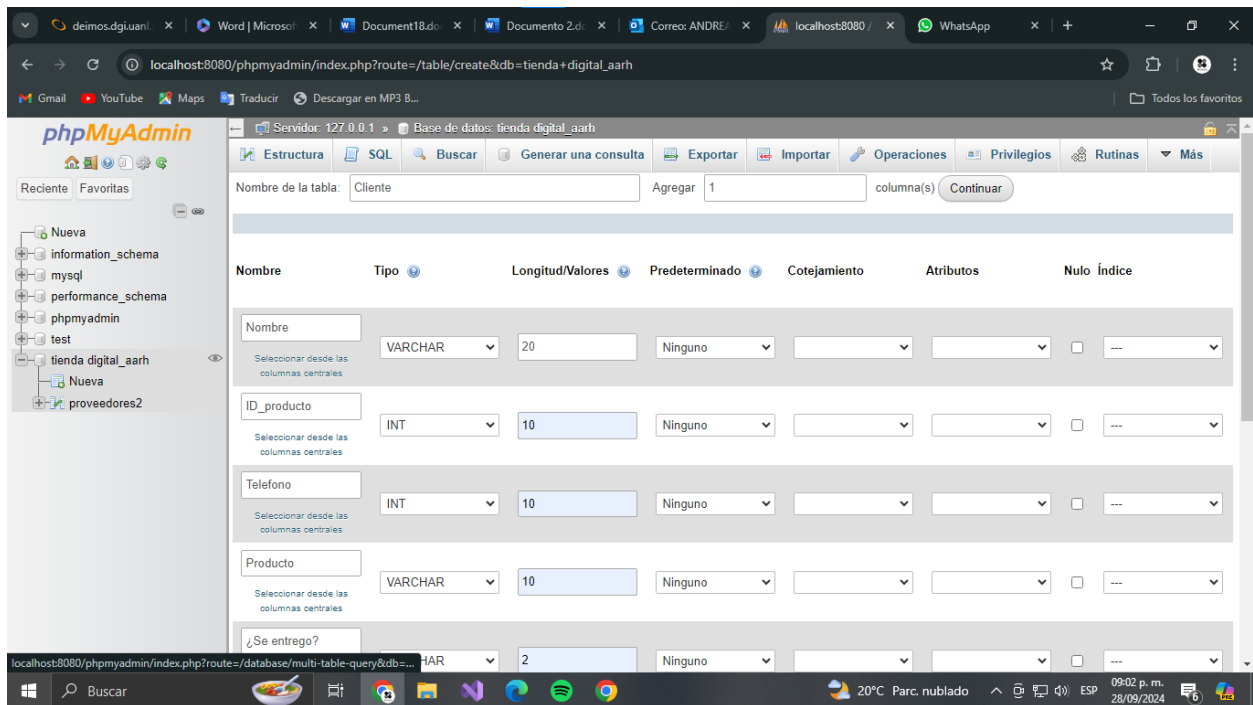 deimos.dgi.uanl. Word | Microsof Document18.do Documento 2.dc Correo: ANDREA localhost:8080 / WhatsApp
localhost:8080/phpmyadmin/index.php?route=/table/create&db=tienda+digital_aarh
Gmail YouTube Maps Traducir Descargar en MP3 B... Todos los favoritos
phpMyAdmin
Reciente Favoritas
Nueva
information_schema
mysql
performance_schema
phpmyadmin
test
tienda digital_aarh
Nueva
proveedores2
Servidor: 127.0.0.1 » Base de datos: tienda digital_aarh
Estructura SQL Buscar Generar una consulta Exportar Importar Operaciones Privilegios Rutinas Más
Nombre de la tabla: Cliente Agregar 1 columna(s) Continuar
Nombre Tipo Longitud/Valores Predeterminado Cotejamiento Atributos Nulo Índice
Nombre VARCHAR 20 Ninguno ---
Seleccionar desde las
columnas centrales
ID_producto INT 10 Ninguno ---
Seleccionar desde las
columnas centrales
Telefono INT 10 Ninguno ---
Seleccionar desde las
columnas centrales
Producto VARCHAR 10 Ninguno ---
Seleccionar desde las
columnas centrales
¿Se entrego? HAR 2 Ninguno ---
localhost:8080/phpmyadmin/index.php?route=/database/multi-table-query&db=...
Buscar 20°C Parc. nublado ESP 09:02 p. m.
28/09/2024 6 PRE